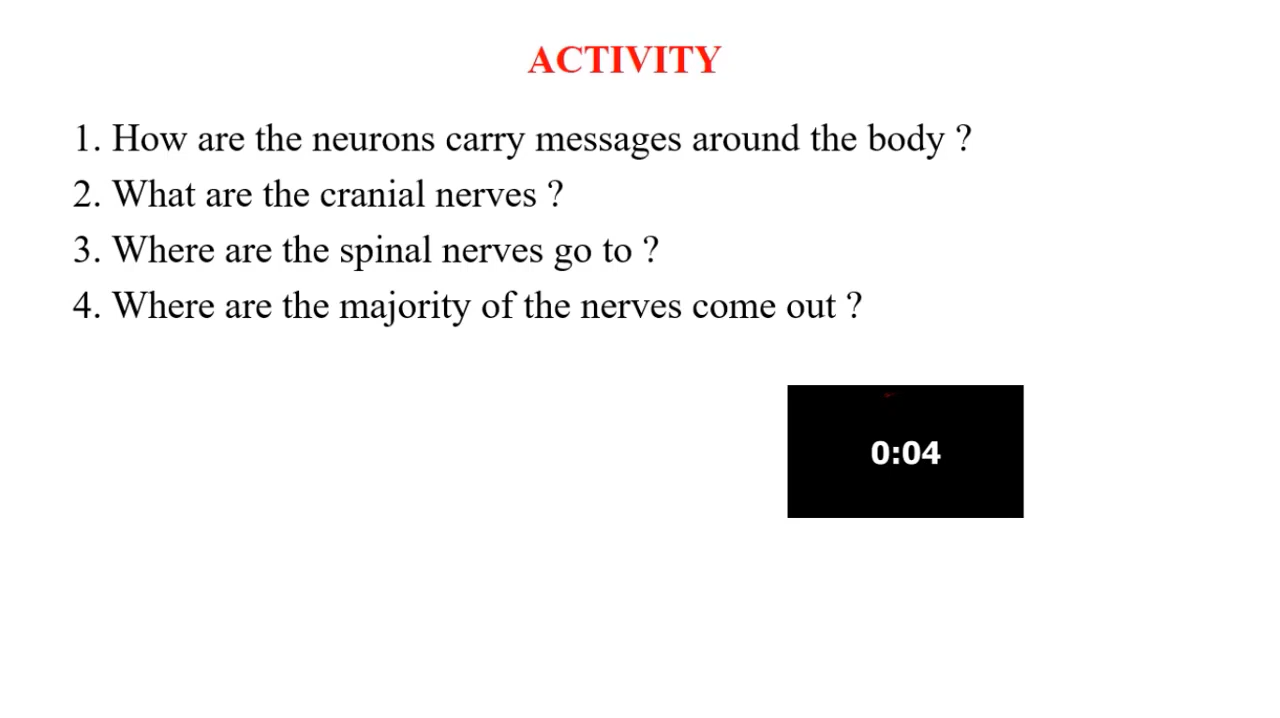 ACTIVITY
1. How are the neurons carry messages around the body ?
2. What are the cranial nerves ?
3. Where are the spinal nerves go to ?
4. Where are the majority of the nerves come out ?
0:04